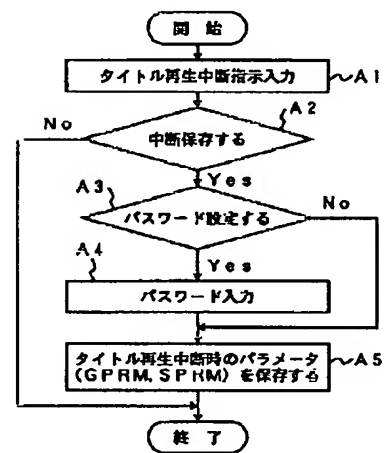 開始
タイトル再生中断指示入力
A1
A2
No
中断保存する
A3
Yes
No
パスワード設定する
A4
Yes
パスワード入力
タイトル再生中断時のパラメータ
(GPRM, SPRM) を保存する
A5
終了